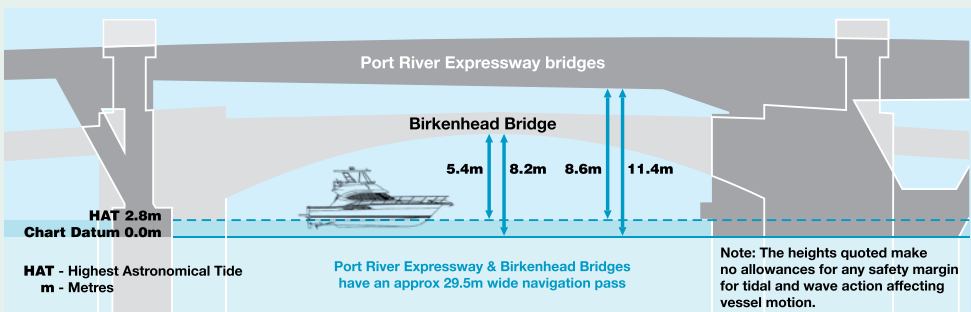 Port River Expressway bridges
Birkenhead Bridge
5.4m 8.2m 8.6m 11.4m
HAT 2.8m
Chart Datum 0.0m
HAT - Highest Astronomical Tide
m - Metres
Port River Expressway & Birkenhead Bridges
have an approx 29.5m wide navigation pass
Note: The heights quoted make
no allowances for any safety margin
for tidal and wave action affecting
vessel motion.